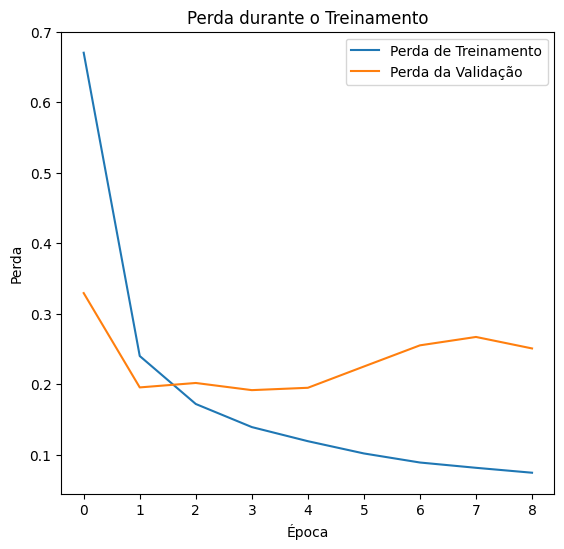 Perda durante o Treinamento
Perda de Treinamento
Perda da Validação
0.7
0.6
0.5
0.4
0.3
0.2
0.1
Perda
0 1 2 3 4 5 6 7 8
Época